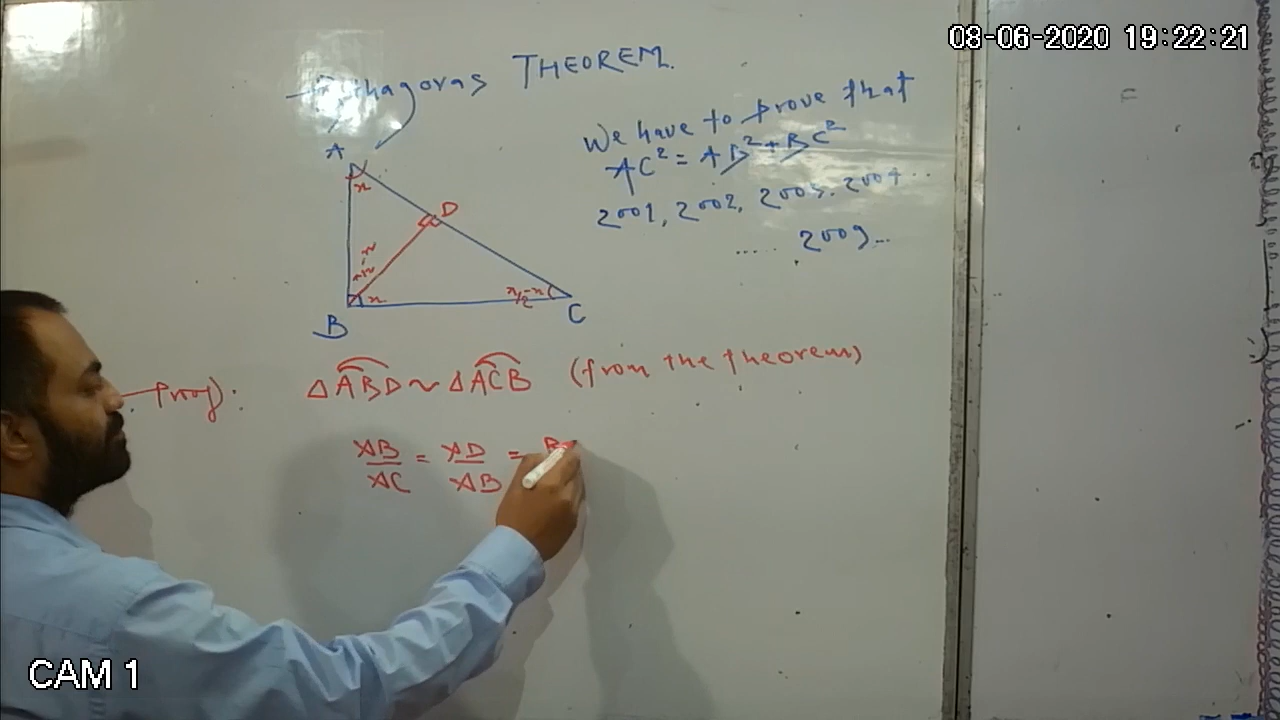 08-06-2020 19:22:21
Pythagoras THEOREM.
We have to prove that
AC² = AB² + BC²
2001, 2002, 2003. 2004 ..
..... 2009...
A
x
D
x
π/2-x
B
C
Proof: △ABD ~ △ACB (from the theorem)
AB/AC = AD/AB = B
CAM 1